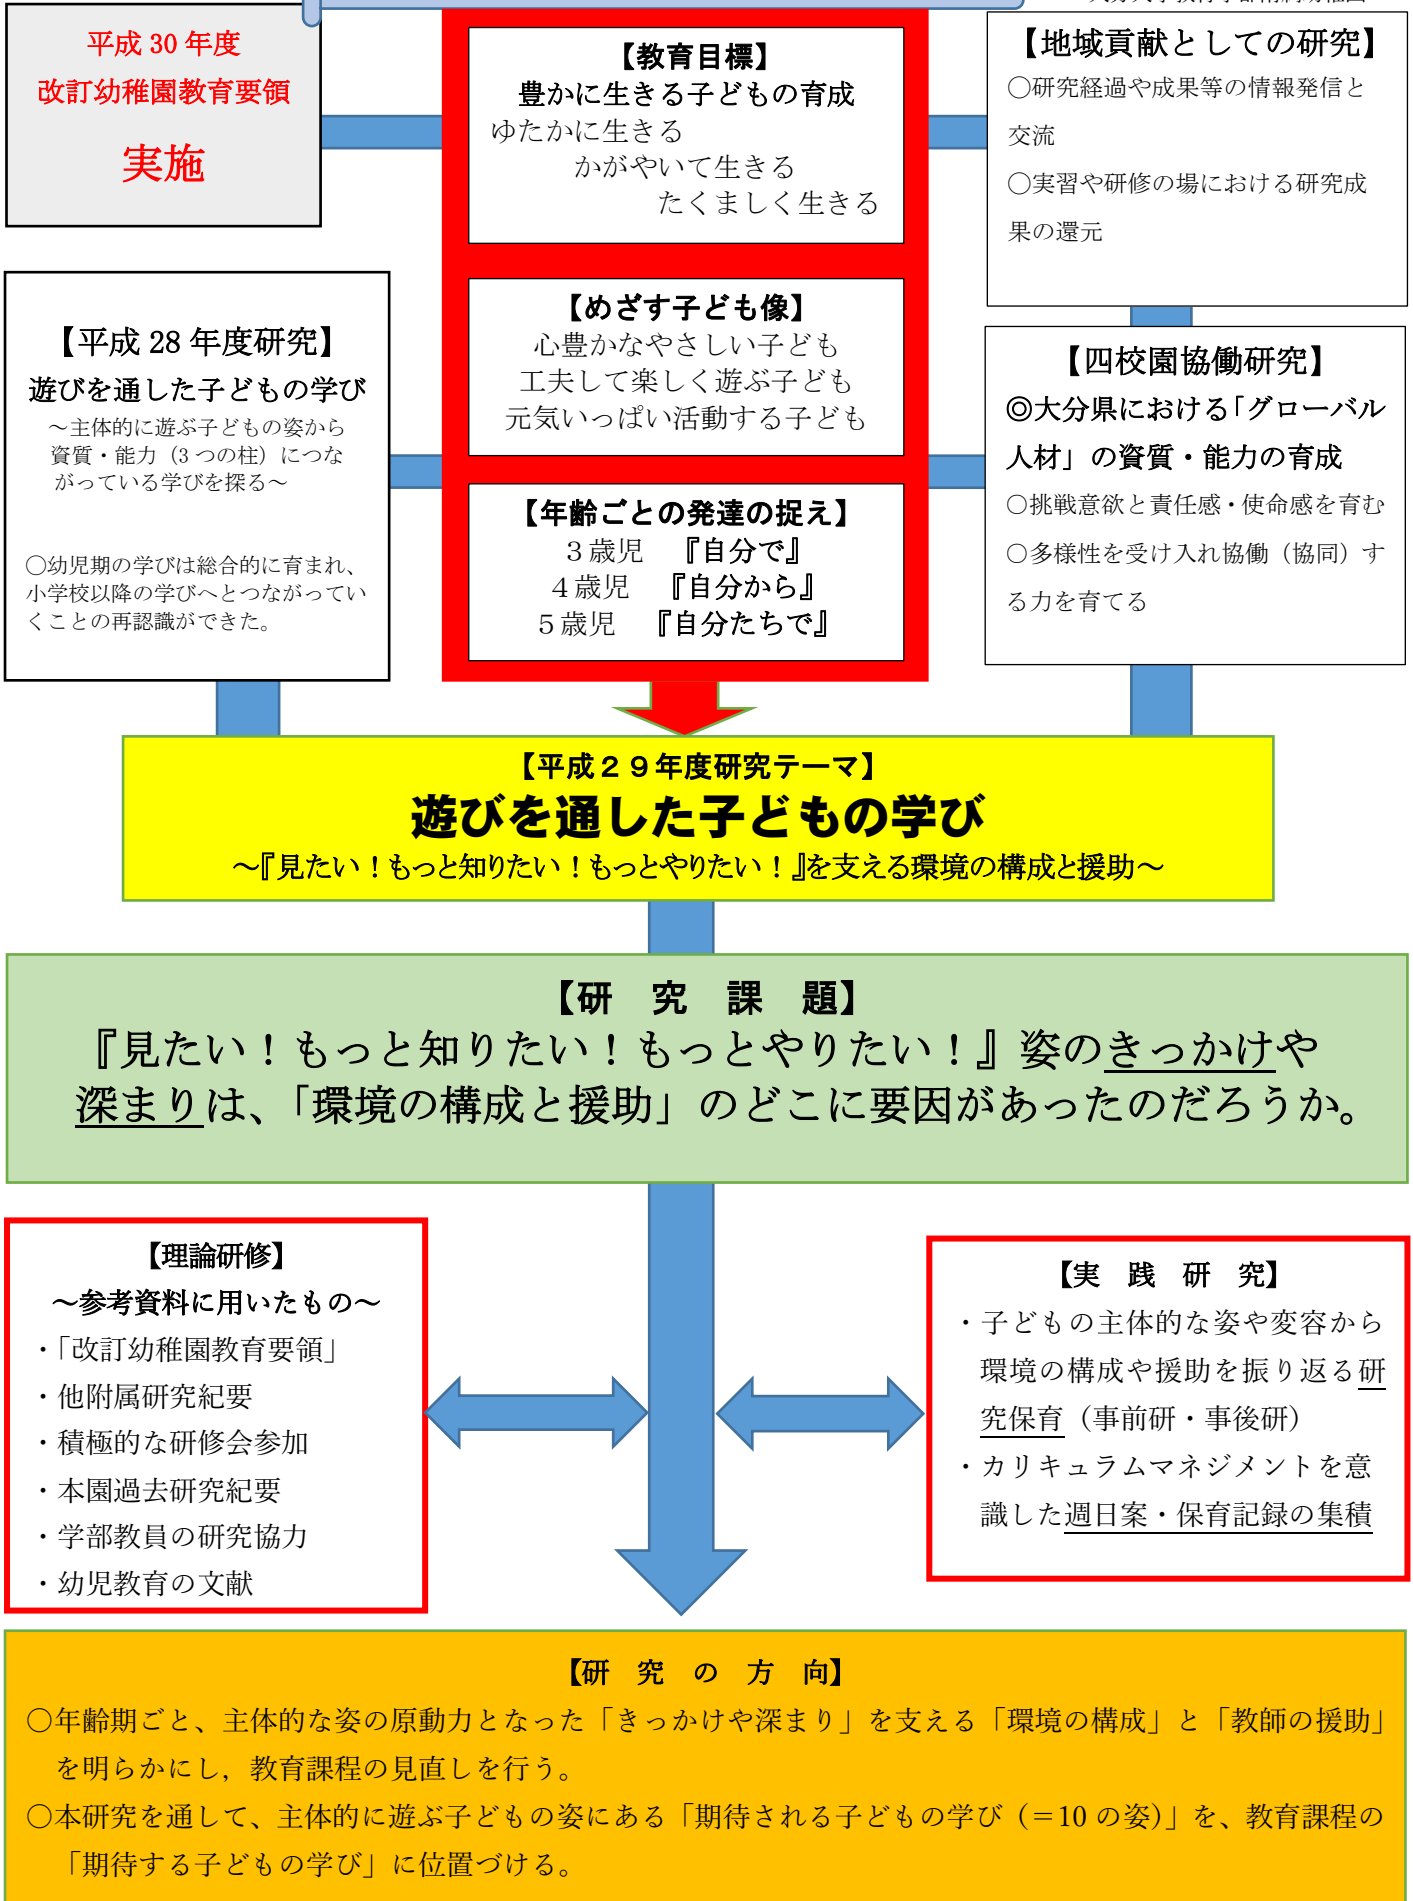 平成 30 年度
改訂幼稚園教育要領
実施
【教育目標】
豊かに生きる子どもの育成
ゆたかに生きる
かがやいて生きる
たくましく生きる
【地域貢献としての研究】
○研究経過や成果等の情報発信と
交流
○実習や研修の場における研究成
果の還元
【平成 28 年度研究】
遊びを通した子どもの学び
～主体的に遊ぶ子どもの姿から
資質・能力（3 つの柱）につな
がっている学びを探る～
○幼児期の学びは総合的に育まれ、
小学校以降の学びへとつながってい
くことの再認識ができた。
【めざす子ども像】
心豊かなやさしい子ども
工夫して楽しく遊ぶ子ども
元気いっぱい活動する子ども
【年齢ごとの発達の捉え】
３歳児　『自分で』
４歳児　『自分から』
５歳児　『自分たちで』
【四校園協働研究】
◎大分県における「グローバル
人材」の資質・能力の育成
○挑戦意欲と責任感・使命感を育む
○多様性を受け入れ協働（協同）す
る力を育てる
【平成２９年度研究テーマ】
遊びを通した子どもの学び
～『見たい！もっと知りたい！もっとやりたい！』を支える環境の構成と援助～
【研　究　課　題】
『見たい！もっと知りたい！もっとやりたい！』姿のきっかけや
深まりは、「環境の構成と援助」のどこに要因があったのだろうか。
【理論研修】
～参考資料に用いたもの～
・「改訂幼稚園教育要領」
・他附属研究紀要
・積極的な研修会参加
・本園過去研究紀要
・学部教員の研究協力
・幼児教育の文献
【実　践　研　究】
・子どもの主体的な姿や変容から
環境の構成や援助を振り返る研
究保育（事前研・事後研）
・カリキュラムマネジメントを意
識した週日案・保育記録の集積
【研　究　の　方　向】
○年齢期ごと、主体的な姿の原動力となった「きっかけや深まり」を支える「環境の構成」と「教師の援助」
を明らかにし，教育課程の見直しを行う。
○本研究を通して、主体的に遊ぶ子どもの姿にある「期待される子どもの学び（＝10 の姿）」を、教育課程の
「期待する子どもの学び」に位置づける。